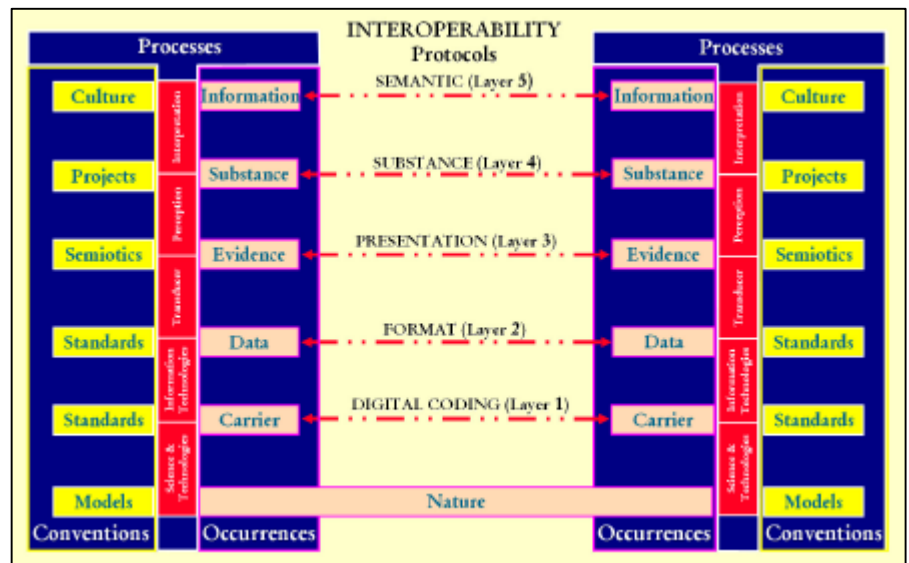 INTEROPERABILITY
Protocols
Processes
Processes
SEMANTIC (Layer 5)
Culture
Interpretation
Information
Information
Interpretation
Culture
SUBSTANCE (Layer 4)
Projects
Perception
Substance
Substance
Perception
Projects
PRESENTATION (Layer 3)
Semiotics
Transducer
Evidence
Evidence
Transducer
Semiotics
FORMAT (Layer 2)
Standards
Information
Technologies
Data
Data
Information
Technologies
Standards
DIGITAL CODING (Layer 1)
Standards
Science &
Technologies
Carrier
Carrier
Science &
Technologies
Standards
Models
Nature
Models
Conventions
Occurrences
Occurrences
Conventions